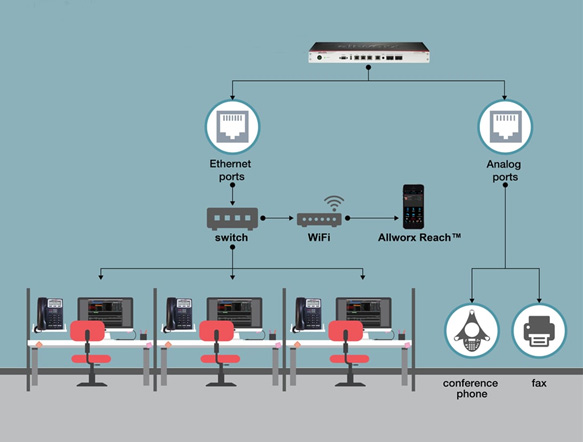 Ethernet
ports
Analog
ports
switch
WiFi
Allworx Reach™
conference
phone
fax